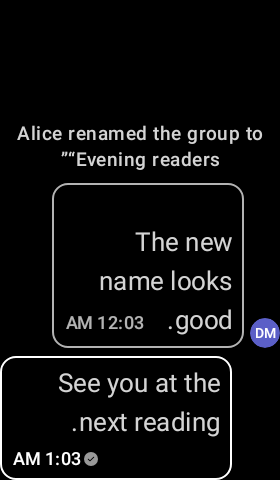 Alice renamed the group to
"“Evening readers
The new
name looks
.good
AM 12:03
DM
See you at the
.next reading
AM 1:03